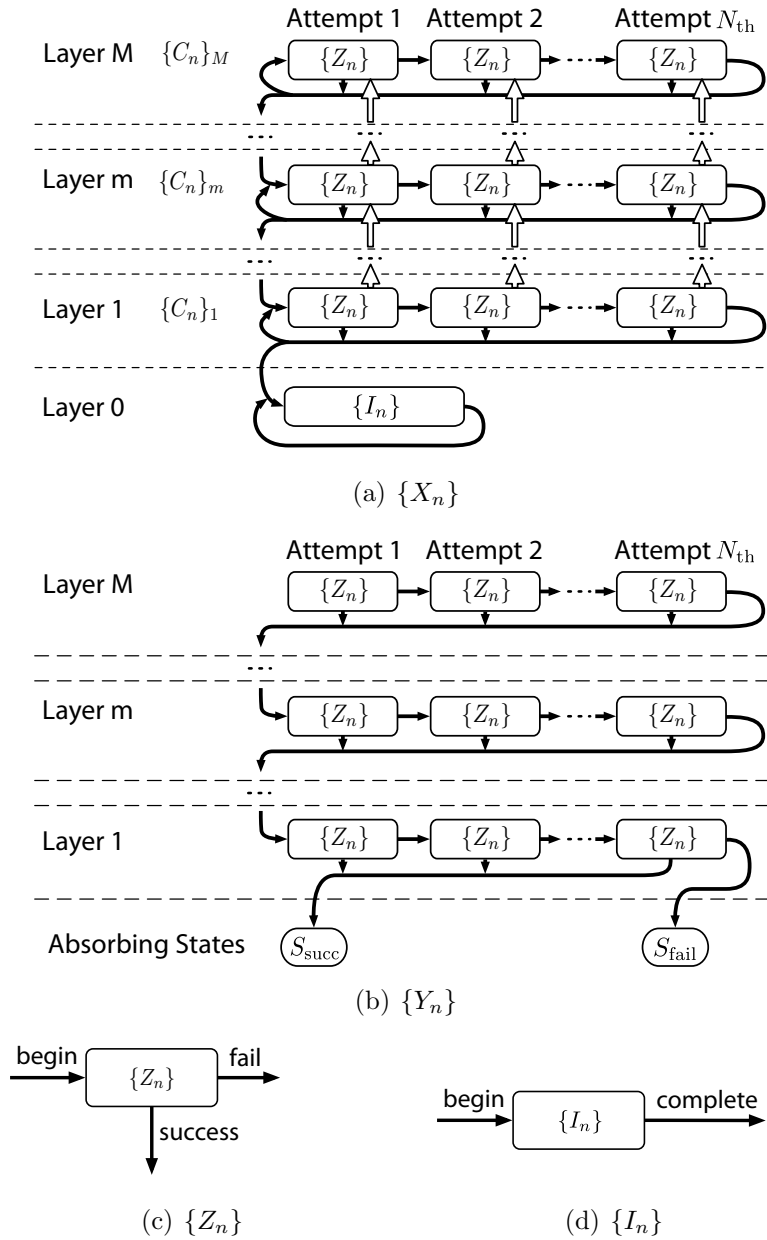 Attempt 1 Attempt 2 Attempt N_th
Layer M {C_n}_M {Z_n} {Z_n} {Z_n}
Layer m {C_n}_m {Z_n} {Z_n} {Z_n}
Layer 1 {C_n}_1 {Z_n} {Z_n} {Z_n}
Layer 0 {I_n}
(a) {X_n}
Attempt 1 Attempt 2 Attempt N_th
Layer M {Z_n} {Z_n} {Z_n}
Layer m {Z_n} {Z_n} {Z_n}
Layer 1 {Z_n} {Z_n} {Z_n}
Absorbing States S_succ S_fail
(b) {Y_n}
begin {Z_n} fail
success
(c) {Z_n}
begin {I_n} complete
(d) {I_n}